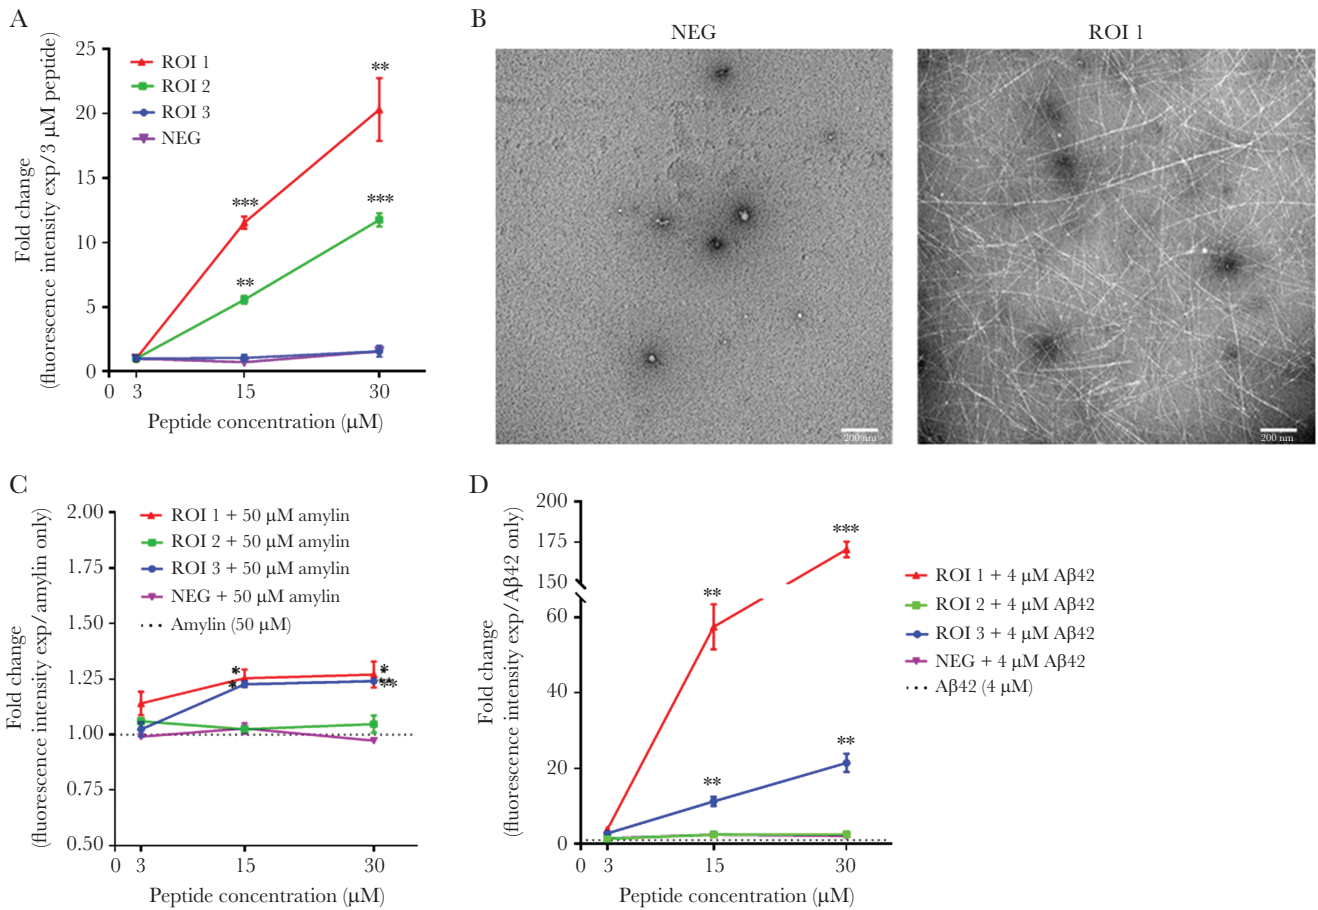 A
Fold change
(fluorescence intensity exp/3 μM peptide)
25
20
15
10
5
0
ROI 1
ROI 2
ROI 3
NEG
**
***
***
**
0 3 15 30
Peptide concentration (μM)
B
NEG
ROI 1
200 nm
200 nm
C
Fold change
(fluorescence intensity exp/amylin only)
2.00
1.75
1.50
1.25
1.00
0.75
0.50
ROI 1 + 50 μM amylin
ROI 2 + 50 μM amylin
ROI 3 + 50 μM amylin
NEG + 50 μM amylin
Amylin (50 μM)
*
*
*
**
0 3 15 30
Peptide concentration (μM)
D
Fold change
(fluorescence intensity exp/Aβ42 only)
200
175
150
60
40
20
0
***
**
**
**
0 3 15 30
Peptide concentration (μM)
ROI 1 + 4 μM Aβ42
ROI 2 + 4 μM Aβ42
ROI 3 + 4 μM Aβ42
NEG + 4 μM Aβ42
Aβ42 (4 μM)